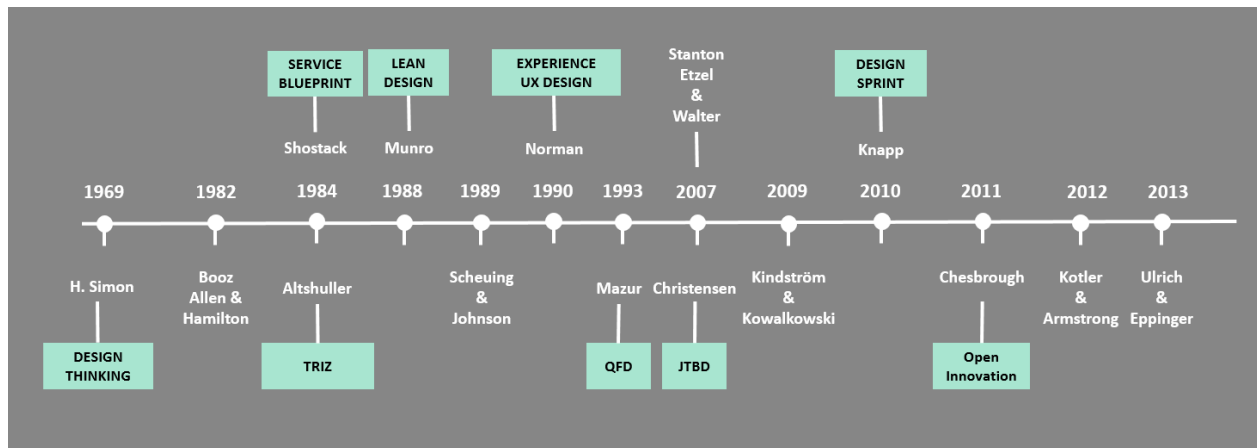 SERVICE
BLUEPRINT
LEAN
DESIGN
EXPERIENCE
UX DESIGN
Stanton
Etzel
&
Walter
DESIGN
SPRINT
Shostack
Munro
Norman
Knapp
1969
1982
1984
1988
1989
1990
1993
2007
2009
2010
2011
2012
2013
H. Simon
Booz
Allen &
Hamilton
Altshuller
Scheuing
&
Johnson
Mazur
Christensen
Kindström
&
Kowalkowski
Chesbrough
Kotler
&
Armstrong
Ulrich
&
Eppinger
DESIGN
THINKING
TRIZ
QFD
JTBD
Open
Innovation